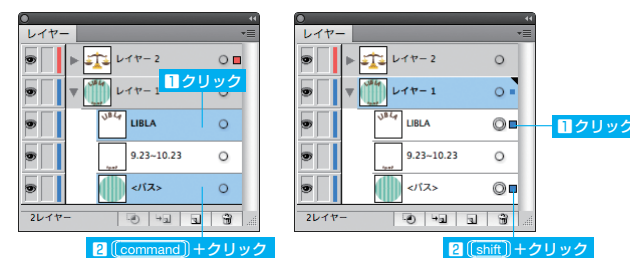 レイヤー
レイヤー 2
1 クリック
レイヤー 1
LIBLA
9.23~10.23
<パス>
2レイヤー
2 command+クリック
レイヤー
レイヤー 2
レイヤー 1
LIBLA
1 クリック
9.23~10.23
<パス>
2レイヤー
2 shift+クリック